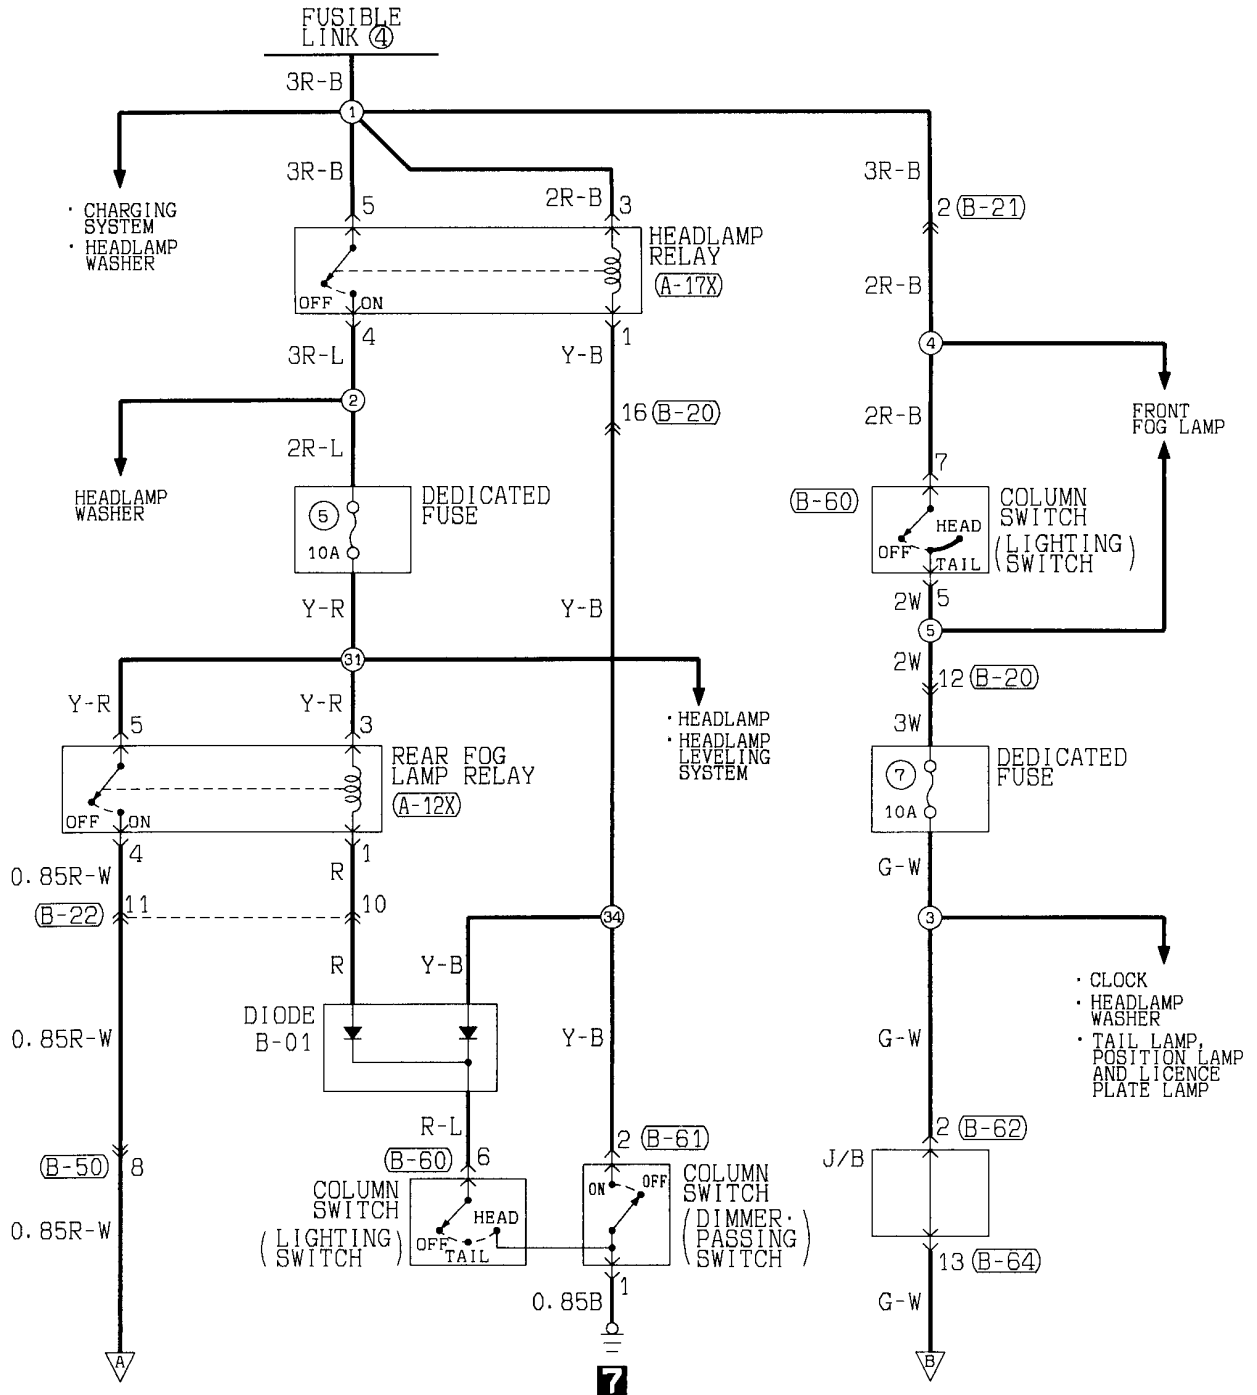 FUSIBLE
LINK ④
3R-B
1
3R-B
2R-B
3R-B
5
3
2 B-21
· CHARGING
SYSTEM
· HEADLAMP
WASHER
HEADLAMP
RELAY
A-17X
OFF ON
2R-B
4
1
3R-L
Y-B
4
2
16 B-20
2R-B
FRONT
FOG LAMP
2R-L
7
HEADLAMP
WASHER
5
10A
DEDICATED
FUSE
B-60
OFF
HEAD
TAIL
COLUMN
SWITCH
(LIGHTING
SWITCH)
Y-R
Y-B
2W
5
5
31
2W
12 B-20
Y-R
Y-R
5
3
· HEADLAMP
· HEADLAMP
LEVELING
SYSTEM
3W
REAR FOG
LAMP RELAY
A-12X
OFF ON
7
10A
DEDICATED
FUSE
4
1
0.85R-W
R
G-W
B-22
11
10
34
3
R
Y-B
· CLOCK
· HEADLAMP
WASHER
· TAIL LAMP,
POSITION LAMP
AND LICENCE
PLATE LAMP
DIODE
B-01
0.85R-W
Y-B
G-W
R-L
2 B-61
2 B-62
B-50
8
B-60
6
J/B
COLUMN
SWITCH
(LIGHTING
SWITCH)
OFF
TAIL
HEAD
ON
OFF
COLUMN
SWITCH
(DIMMER·
PASSING
SWITCH)
0.85R-W
1
13 B-64
0.85B
G-W
A
7
B